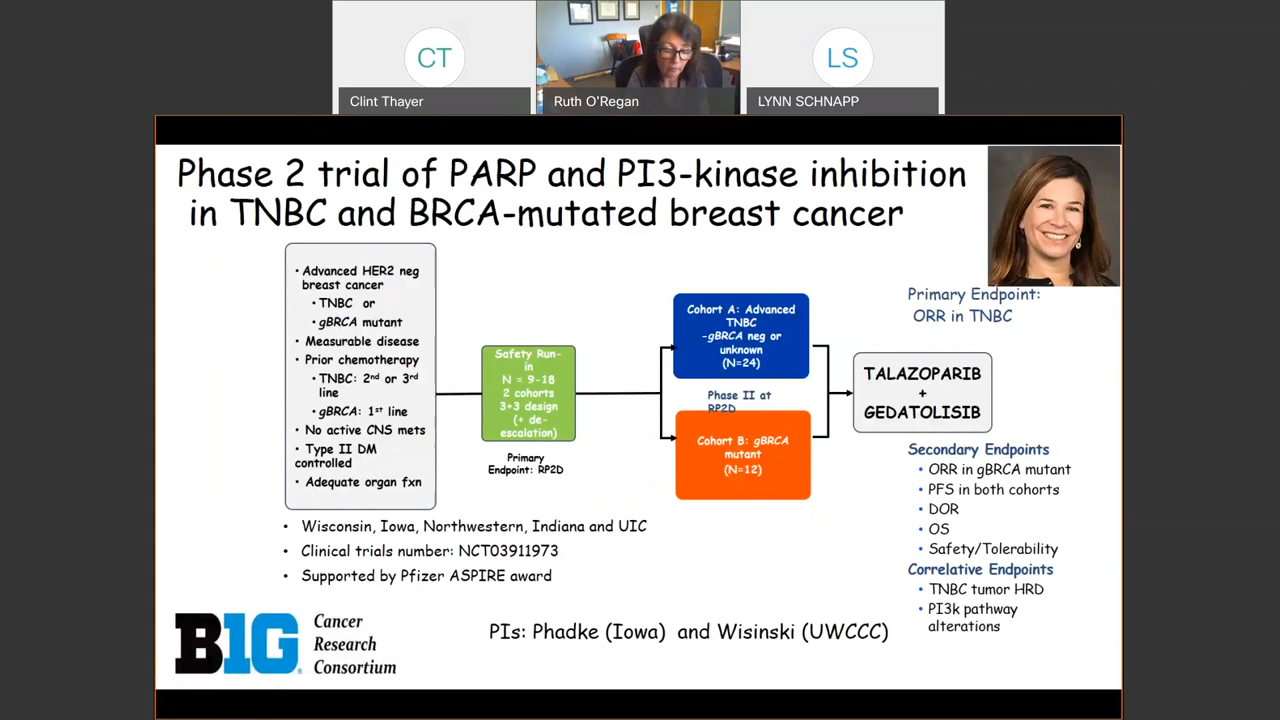 CT
Clint Thayer
Ruth O'Regan
LS
LYNN SCHNAPP
Phase 2 trial of PARP and PI3-kinase inhibition
in TNBC and BRCA-mutated breast cancer
• Advanced HER2 neg
breast cancer
• TNBC or
• gBRCA mutant
• Measurable disease
• Prior chemotherapy
• TNBC: 2nd or 3rd
line
• gBRCA: 1st line
• No active CNS mets
• Type II DM
controlled
• Adequate organ fxn
Safety Run-
in
N = 9-18
2 cohorts
3+3 design
(+ de-
escalation)
Primary
Endpoint: RP2D
Cohort A: Advanced
TNBC
-gBRCA neg or
unknown
(N=24)
Phase II at
RP2D
Cohort B: gBRCA
mutant
(N=12)
Primary Endpoint:
ORR in TNBC
TALAZOPARIB
+
GEDATOLISIB
Secondary Endpoints
• ORR in gBRCA mutant
• PFS in both cohorts
• DOR
• OS
• Safety/Tolerability
Correlative Endpoints
• TNBC tumor HRD
• PI3k pathway
alterations
• Wisconsin, Iowa, Northwestern, Indiana and UIC
• Clinical trials number: NCT03911973
• Supported by Pfizer ASPIRE award
B1G
Cancer
Research
Consortium
PIs: Phadke (Iowa) and Wisinski (UWCCC)